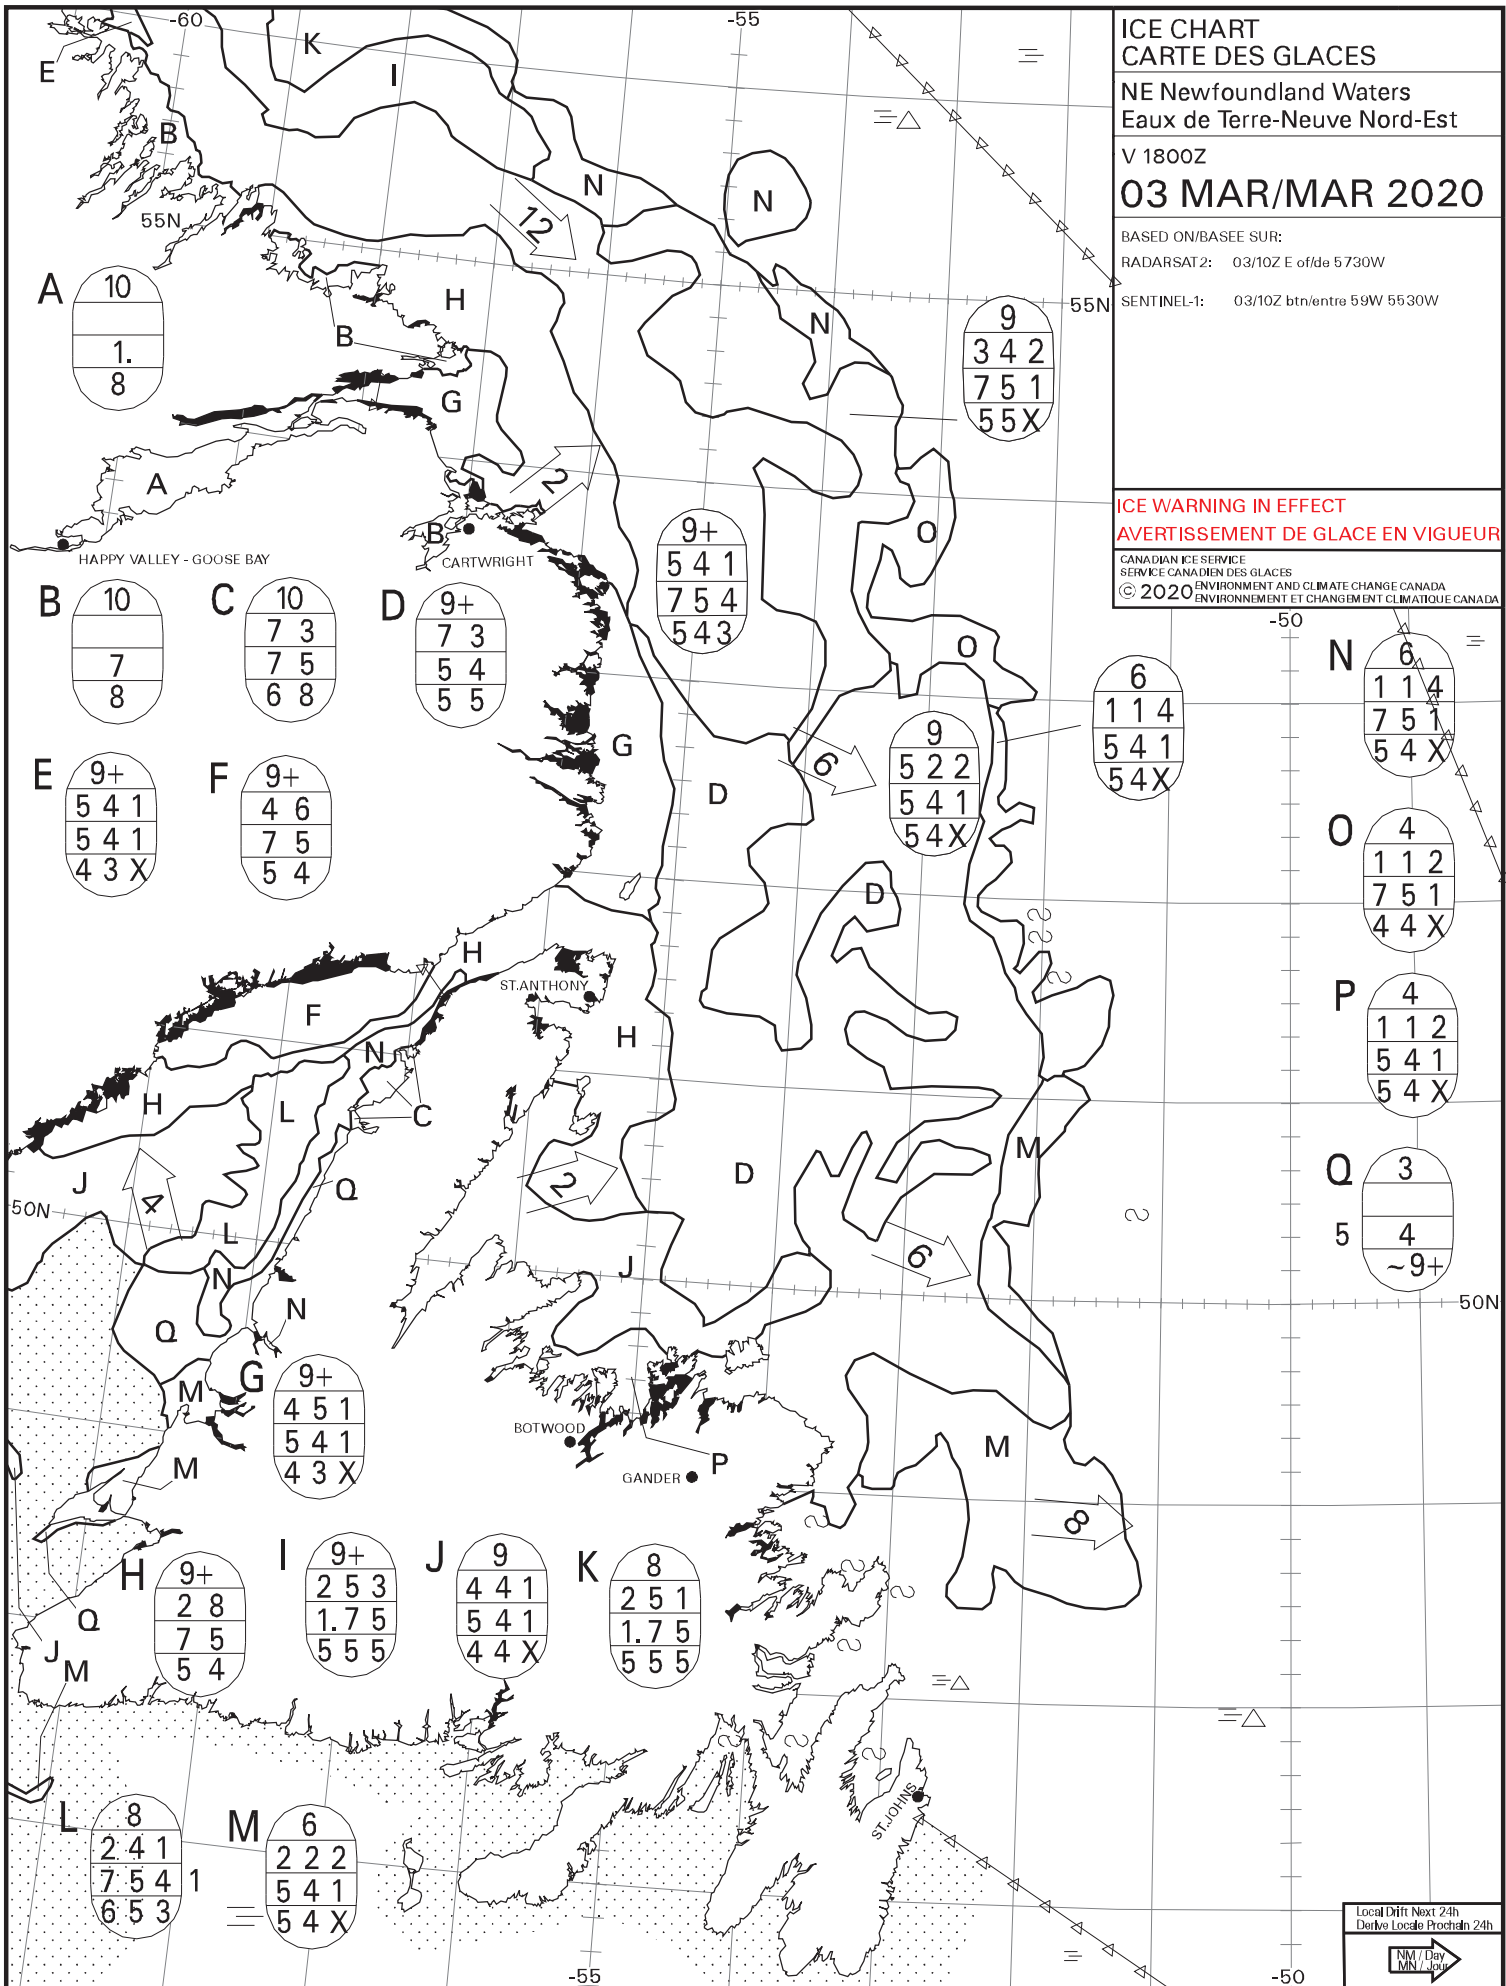 -60
-55
ICE CHART
CARTE DES GLACES
NE Newfoundland Waters
Eaux de Terre-Neuve Nord-Est
V 1800Z
03 MAR/MAR 2020
BASED ON/BASEE SUR:
RADARSAT2: 03/10Z E of/de 5730W
SENTINEL-1: 03/10Z btn/entre 59W 5530W
ICE WARNING IN EFFECT
AVERTISSEMENT DE GLACE EN VIGUEUR
CANADIAN ICE SERVICE
SERVICE CANADIEN DES GLACES
© 2020 ENVIRONMENT AND CLIMATE CHANGE CANADA
ENVIRONNEMENT ET CHANGEMENT CLIMATIQUE CANADA
K
E
I
B
N
N
12
55N
H
N
55N
B
G
A
10
1.
8
9
3 4 2
7 5 1
5 5 X
A
2
B
O
HAPPY VALLEY - GOOSE BAY
CARTWRIGHT
9+
5 4 1
7 5 4
5 4 3
B
10
7
8
C
10
7 3
7 5
6 8
D
9+
7 3
5 4
5 5
O
-50
6
1 1 4
5 4 1
5 4 X
N
6
1 1 4
7 5 1
5 4 X
G
D
6
9
5 2 2
5 4 1
5 4 X
E
9+
5 4 1
5 4 1
4 3 X
F
9+
4 6
7 5
5 4
O
4
1 1 2
7 5 1
4 4 X
D
H
ST.ANTHONY
F
H
N
P
4
1 1 2
5 4 1
5 4 X
H
L
C
M
J
4
Q
2
D
Q
3
5 4
~9+
50N
L
6
N
J
N
50N
Q
M
G
9+
4 5 1
5 4 1
4 3 X
BOTWOOD
GANDER
P
M
M
8
H
9+
2 8
7 5
5 4
I
9+
2 5 3
1. 7 5
5 5 5
J
9
4 4 1
5 4 1
4 4 X
K
8
2 5 1
1. 7 5
5 5 5
Q
J
M
ST.JOHNS
L
8
2 4 1
7 5 4 1
6 5 3
M
6
2 2 2
5 4 1
5 4 X
Local Drift Next 24h
Derive Locale Prochain 24h
NM / Day
MN / Jour
-55
-50